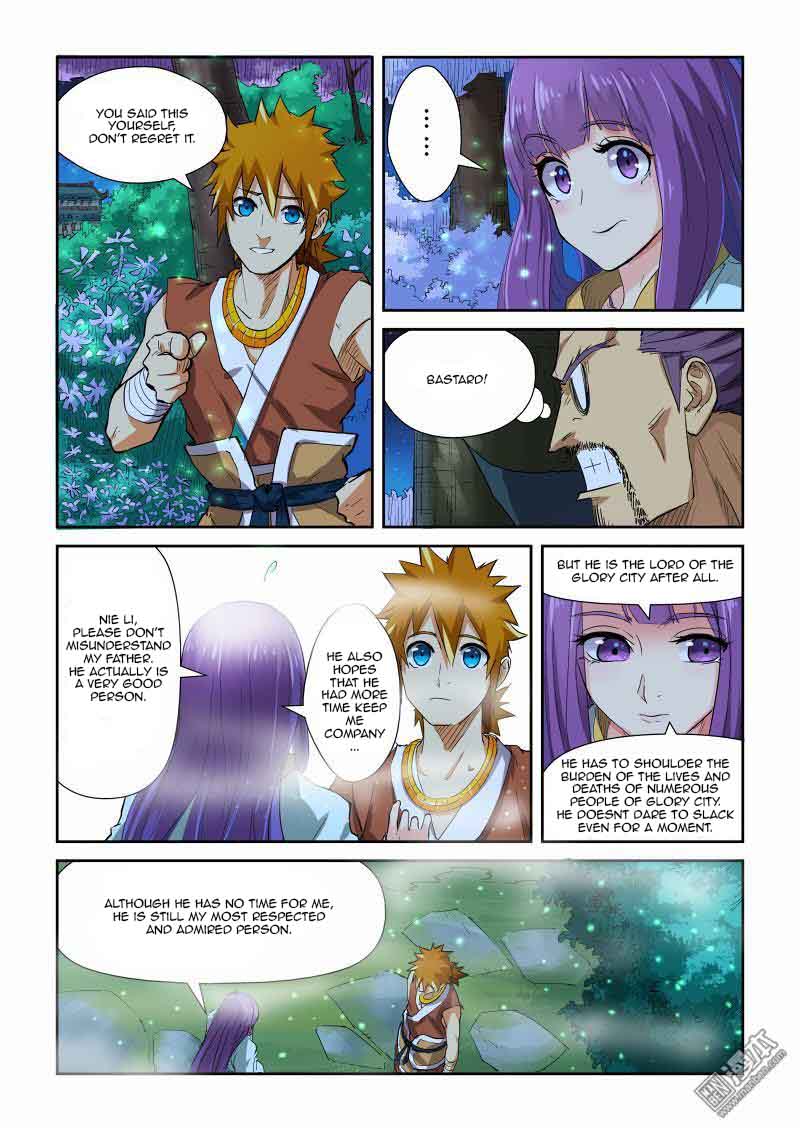 YOU SAID THIS
YOURSELF,
DON'T REGRET IT.
......
BASTARD!
NIE LI,
PLEASE DON'T
MISUNDERSTAND
MY FATHER.
HE ACTUALLY IS
A VERY GOOD
PERSON.
HE ALSO
HOPES
THAT HE
HAD MORE
TIME KEEP
ME
COMPANY
...
BUT HE IS THE LORD OF THE
GLORY CITY AFTER ALL.
HE HAS TO SHOULDER THE
BURDEN OF THE LIVES AND
DEATHS OF NUMEROUS
PEOPLE OF GLORY CITY.
HE DOESNT DARE TO SLACK
EVEN FOR A MOMENT.
ALTHOUGH HE HAS NO TIME FOR ME,
HE IS STILL MY MOST RESPECTED
AND ADMIRED PERSON.
漫本